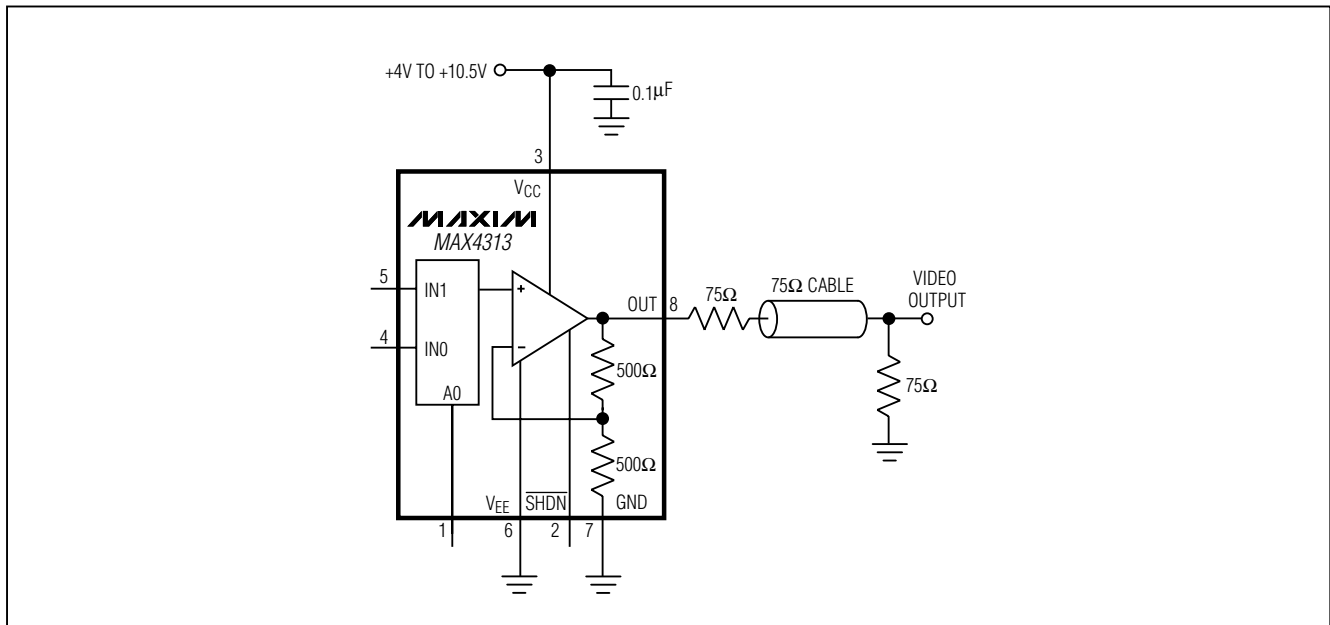 +4V TO +10.5V
0.1µF
3
VCC
MAXIM
MAX4313
5
IN1
+
OUT
8
75Ω
75Ω CABLE
VIDEO
OUTPUT
4
IN0
−
500Ω
75Ω
A0
500Ω
VEE
SHDN
GND
1
6
2
7